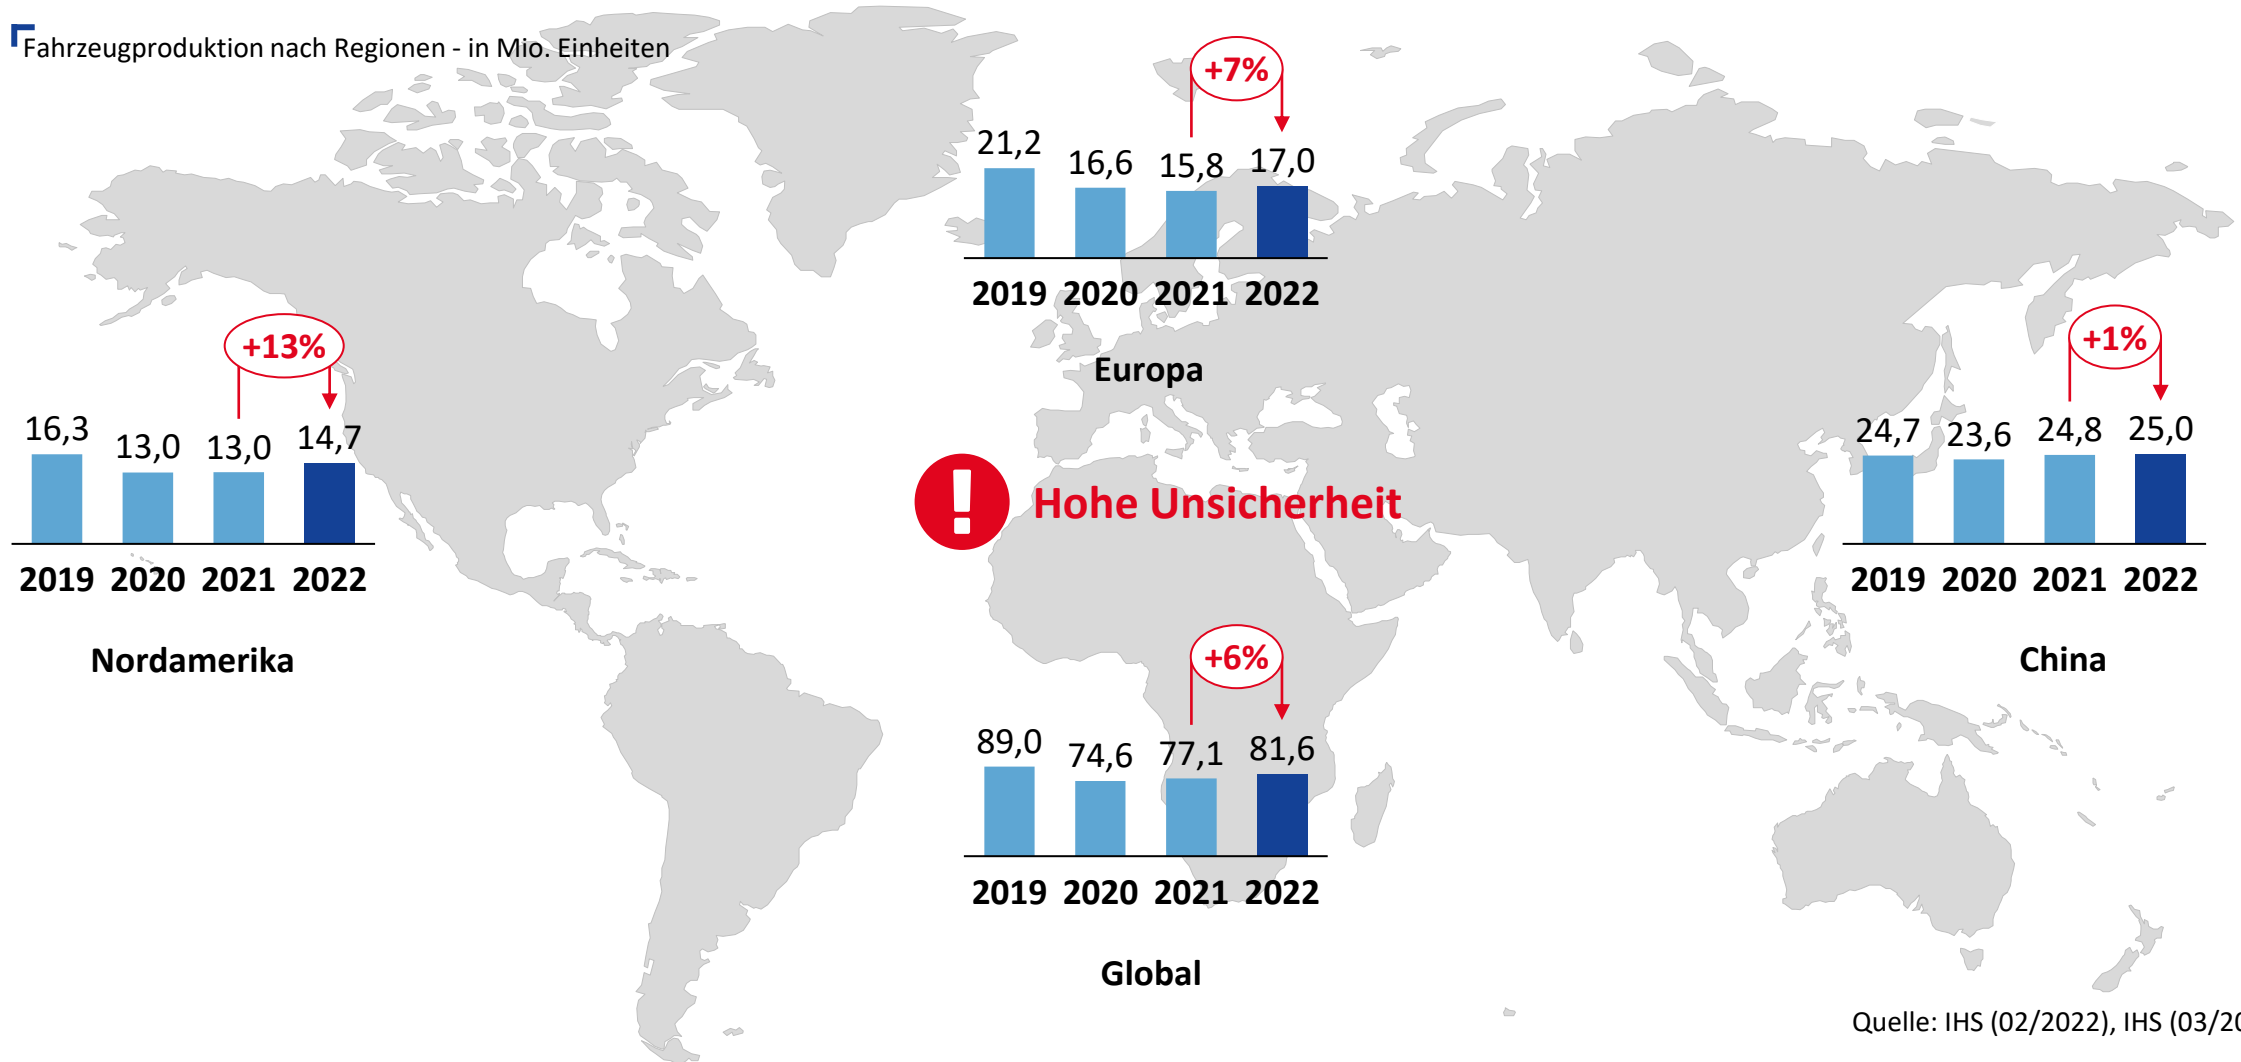 Fahrzeugproduktion nach Regionen - in Mio. Einheiten
+7%
21,2 16,6 15,8 17,0
2019 2020 2021 2022
Europa
+13%
16,3 13,0 13,0 14,7
2019 2020 2021 2022
Nordamerika
+1%
24,7 23,6 24,8 25,0
2019 2020 2021 2022
China
! Hohe Unsicherheit
+6%
89,0 74,6 77,1 81,6
2019 2020 2021 2022
Global
Quelle: IHS (02/2022), IHS (03/20